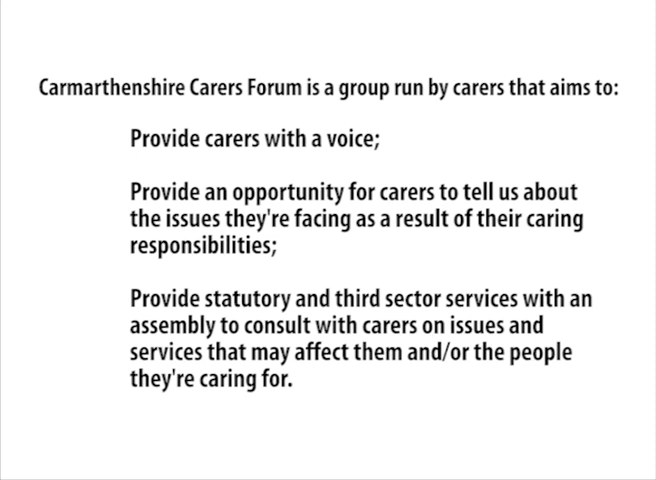 Carmarthenshire Carers Forum is a group run by carers that aims to:
Provide carers with a voice;
Provide an opportunity for carers to tell us about
the issues they're facing as a result of their caring
responsibilities;
Provide statutory and third sector services with an
assembly to consult with carers on issues and
services that may affect them and/or the people
they're caring for.